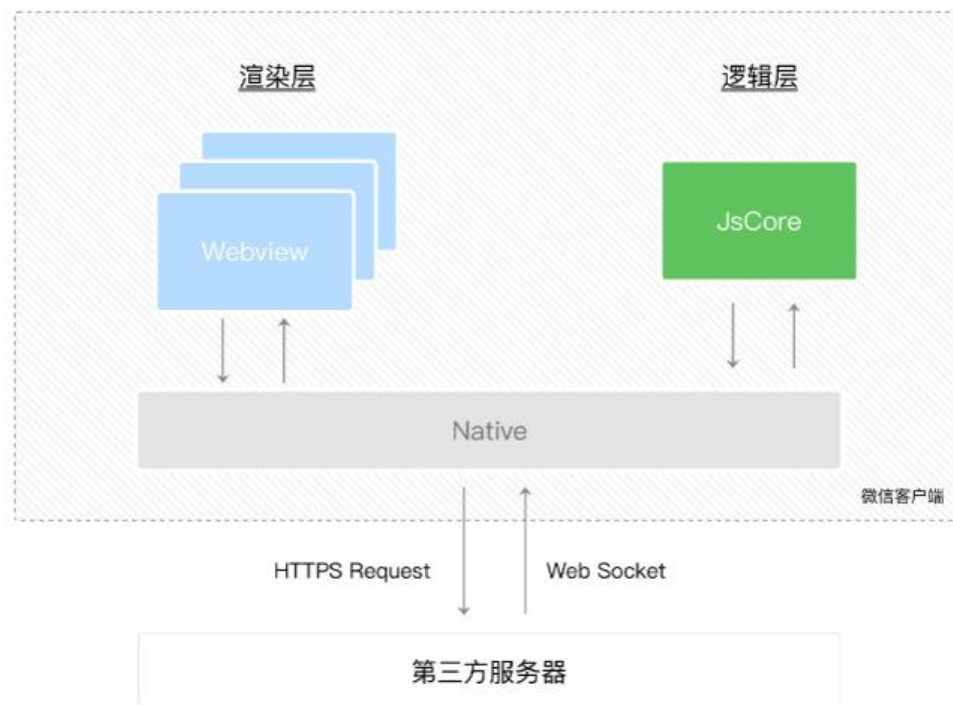 渲染层
逻辑层
Webview
JsCore
Native
微信客户端
HTTPS Request
Web Socket
第三方服务器